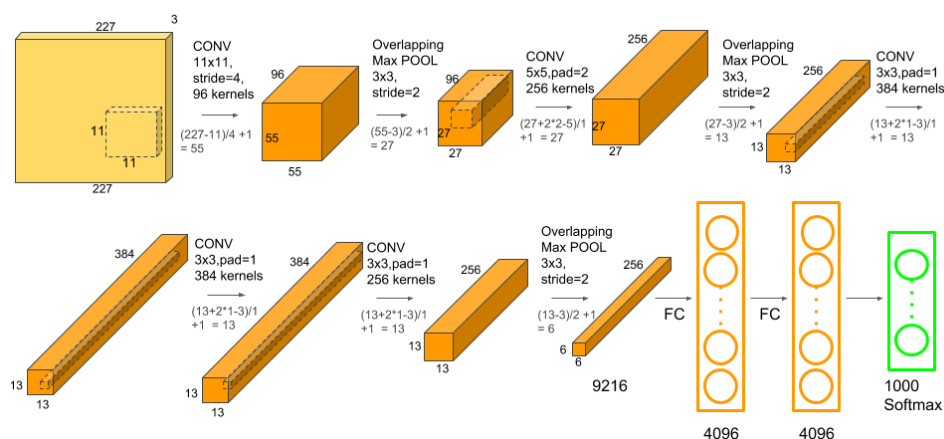 227
3
CONV
11x11,
stride=4,
96 kernels
(227-11)/4 +1
= 55
11
11
227
96
55
55
Overlapping
Max POOL
3x3,
stride=2
(55-3)/2 +1
= 27
96
27
27
CONV
5x5,pad=2
256 kernels
(27+2*2-5)/1
+1 = 27
256
27
27
Overlapping
Max POOL
3x3,
stride=2
(27-3)/2 +1
= 13
256
13
13
CONV
3x3,pad=1
384 kernels
(13+2*1-3)/1
+1 = 13
384
13
13
CONV
3x3,pad=1
384 kernels
(13+2*1-3)/1
+1 = 13
384
13
13
CONV
3x3,pad=1
256 kernels
(13+2*1-3)/1
+1 = 13
256
13
13
Overlapping
Max POOL
3x3,
stride=2
(13-3)/2 +1
= 6
256
6
6
9216
FC
4096
FC
4096
1000
Softmax